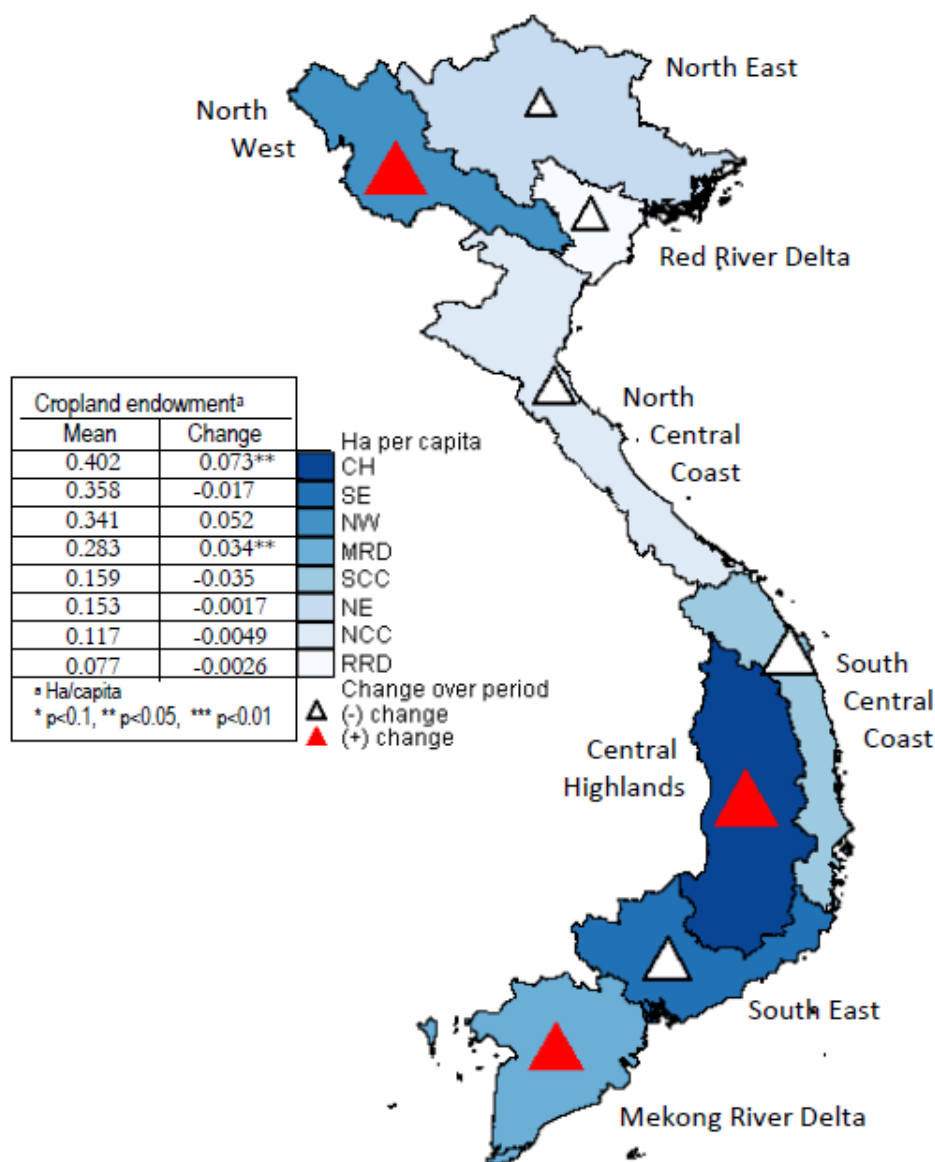 North East
North
West
Red River Delta
North
Central
Coast
Cropland endowmentᵃ
Mean Change
Ha per capita
0.402 0.073** CH
0.358 -0.017 SE
0.341 0.052 NW
0.283 0.034** MRD
0.159 -0.035 SCC
0.153 -0.0017 NE
0.117 -0.0049 NCC
0.077 -0.0026 RRD
ᵃ Ha/capita
* p<0.1, ** p<0.05, *** p<0.01
Change over period
(-) change
(+) change
South
Central
Coast
Central
Highlands
South East
Mekong River Delta